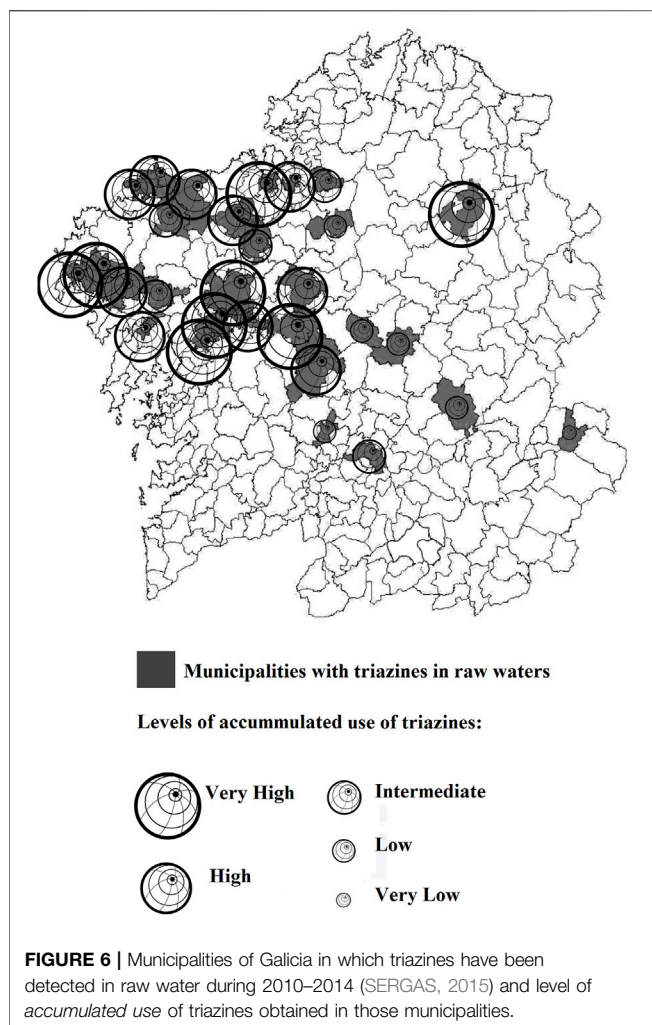 Municipalities with triazines in raw waters
Levels of accummulated use of triazines:
Very High
Intermediate
Low
High
Very Low
FIGURE 6 | Municipalities of Galicia in which triazines have been
detected in raw water during 2010–2014 (SERGAS, 2015) and level of
accumulated use of triazines obtained in those municipalities.